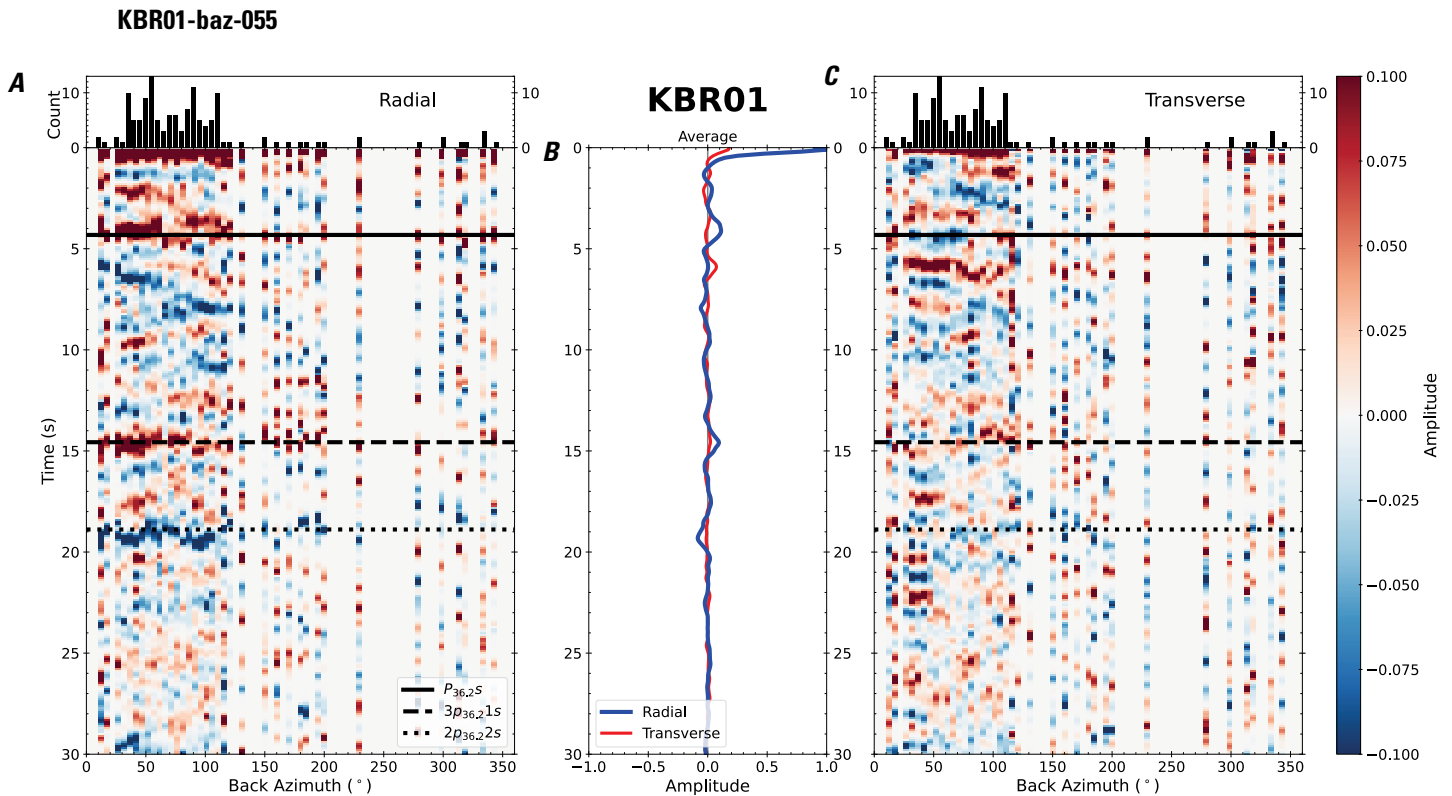 KBR01-baz-055
A
Count
10
0
Radial
10
0
KBR01
Average
B
C
10
0
Transverse
10
0
Time (s)
0
5
10
15
20
25
30
P36.2s
3p36.21s
2p36.22s
0 50 100 150 200 250 300 350
Back Azimuth (°)
0
5
10
15
20
25
30
Radial
Transverse
−1.0 −0.5 0.0 0.5 1.0
Amplitude
0
5
10
15
20
25
30
0 50 100 150 200 250 300 350
Back Azimuth (°)
0.100
0.075
0.050
0.025
0.000
−0.025
−0.050
−0.075
−0.100
Amplitude